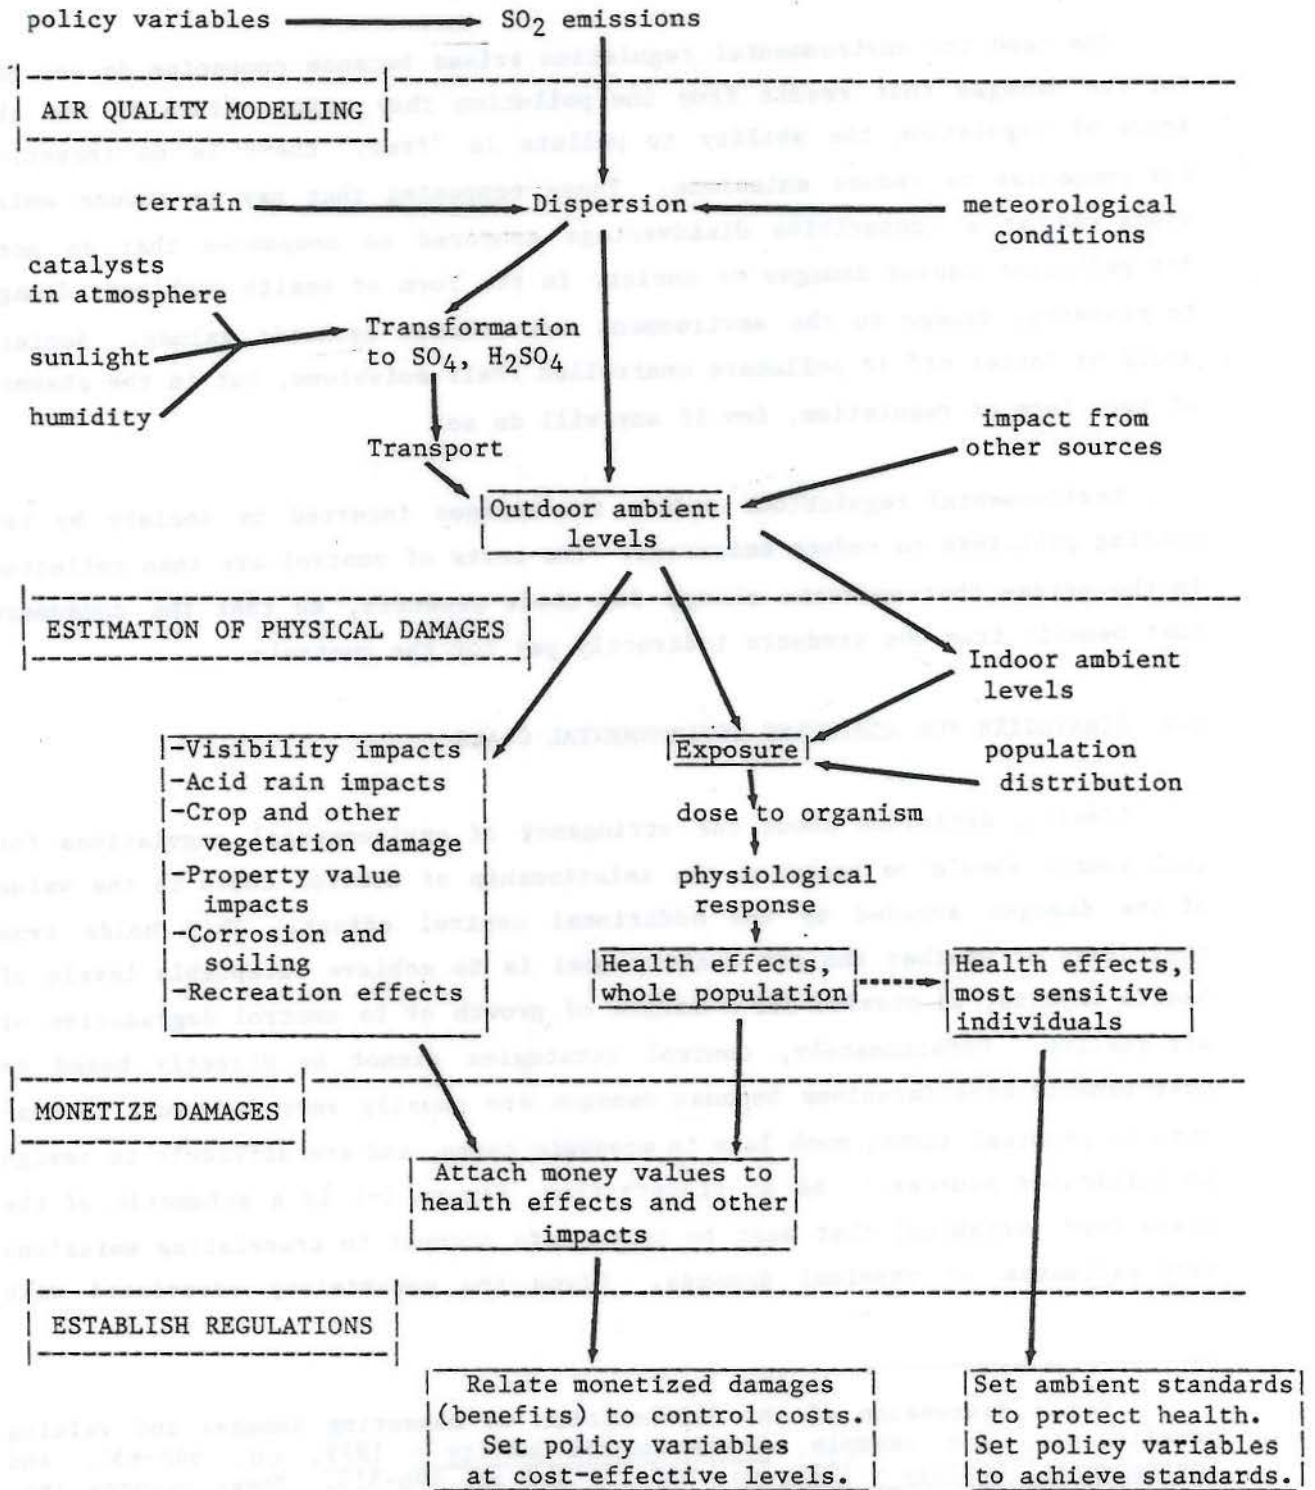 policy variables
SO2 emissions
AIR QUALITY MODELLING
terrain
Dispersion
meteorological
conditions
catalysts
in atmosphere
sunlight
humidity
Transformation
to SO4, H2SO4
Transport
impact from
other sources
Outdoor ambient
levels
ESTIMATION OF PHYSICAL DAMAGES
Indoor ambient
levels
-Visibility impacts
-Acid rain impacts
-Crop and other
vegetation damage
-Property value
impacts
-Corrosion and
soiling
-Recreation effects
Exposure
population
distribution
dose to organism
physiological
response
Health effects,
whole population
Health effects,
most sensitive
individuals
MONETIZE DAMAGES
Attach money values to
health effects and other
impacts
ESTABLISH REGULATIONS
Relate monetized damages
(benefits) to control costs.
Set policy variables
at cost-effective levels.
Set ambient standards
to protect health.
Set policy variables
to achieve standards.